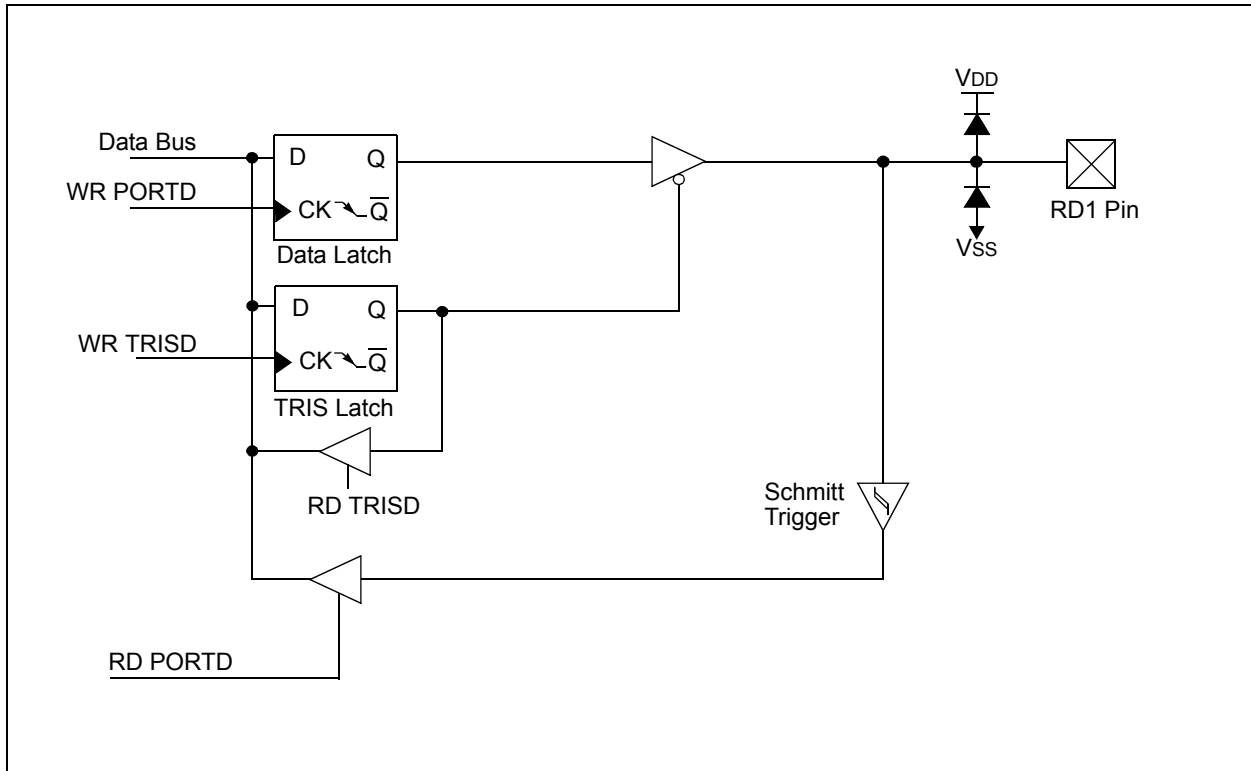 VDD
Data Bus
D Q
WR PORTD
CK Q̅
RD1 Pin
Data Latch
VSS
D Q
WR TRISD
CK Q̅
TRIS Latch
RD TRISD
Schmitt
Trigger
RD PORTD